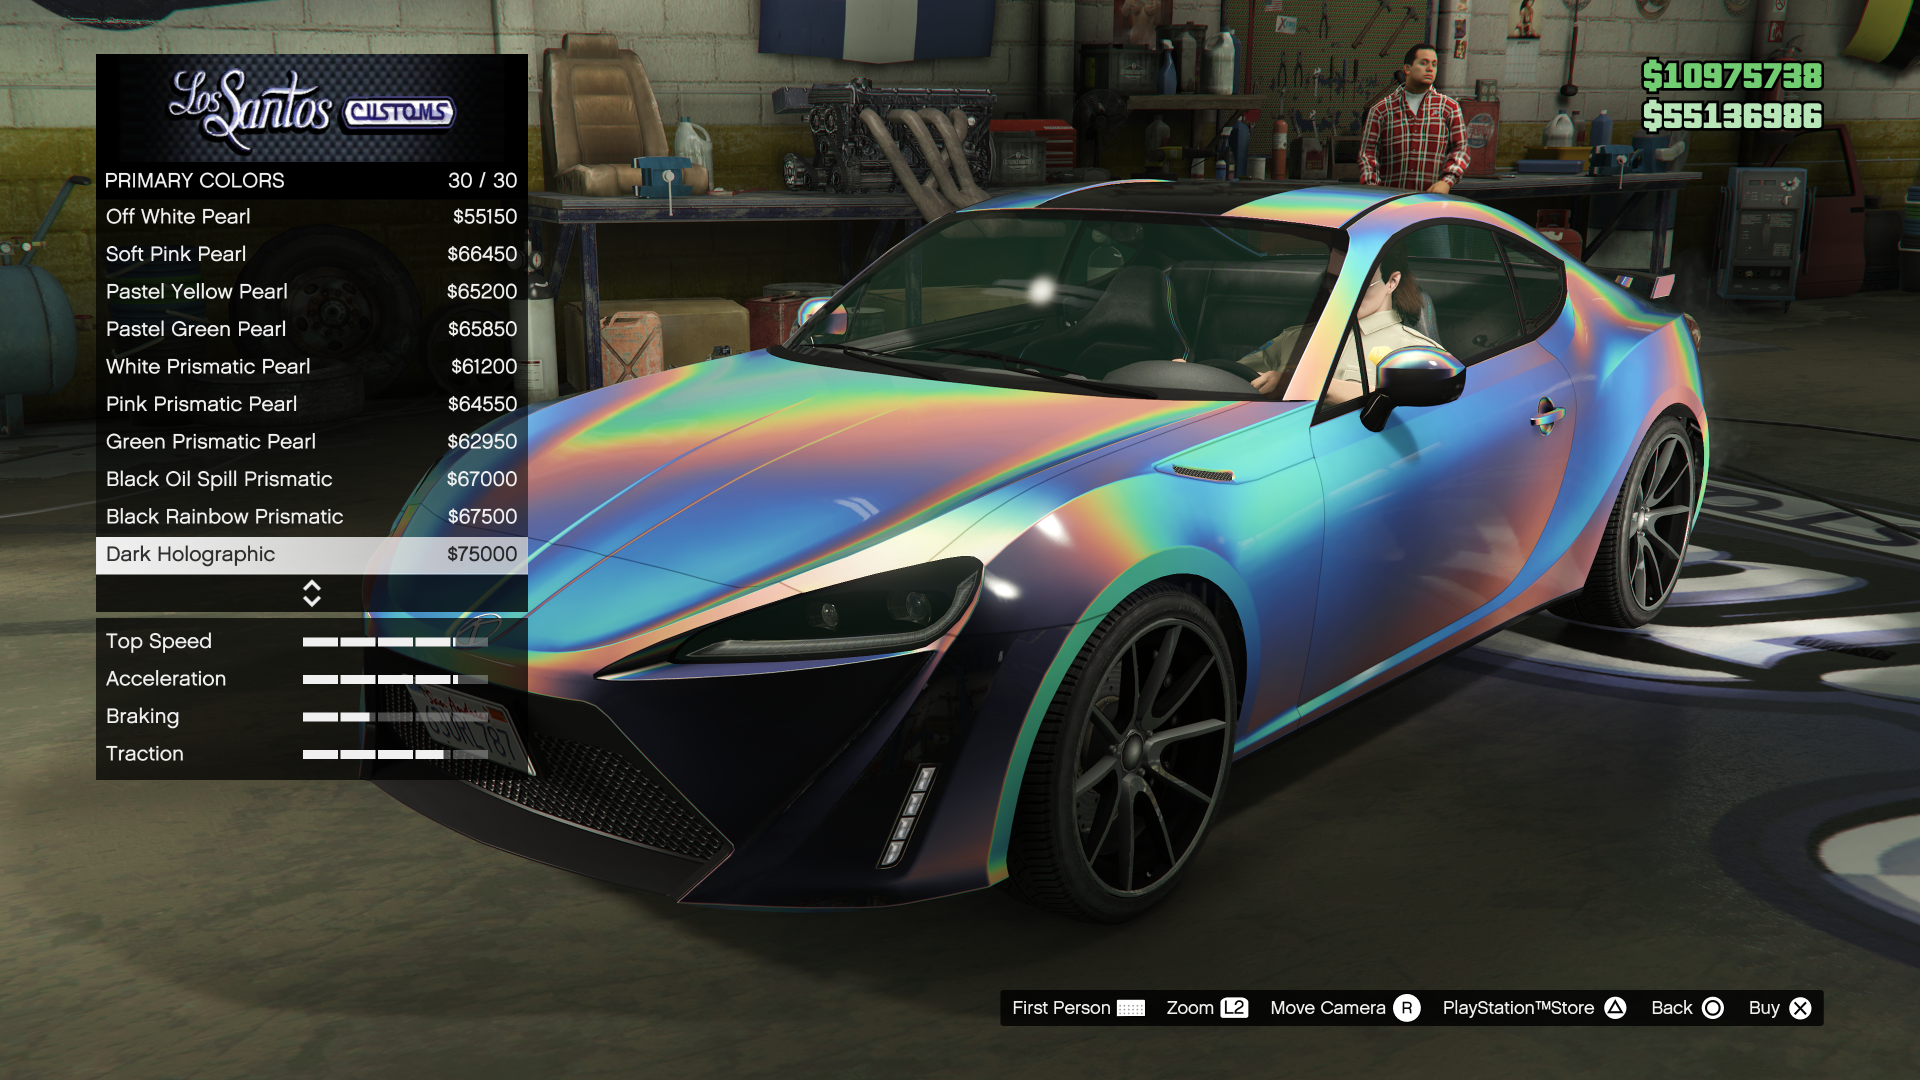 Los Santos CUSTOMS
$10975738
$55136986
PRIMARY COLORS 30 / 30
Off White Pearl $55150
Soft Pink Pearl $66450
Pastel Yellow Pearl $65200
Pastel Green Pearl $65850
White Prismatic Pearl $61200
Pink Prismatic Pearl $64550
Green Prismatic Pearl $62950
Black Oil Spill Prismatic $67000
Black Rainbow Prismatic $67500
Dark Holographic $75000
Top Speed
Acceleration
Braking
Traction
First Person Zoom L2 Move Camera R PlayStation™Store Back Buy